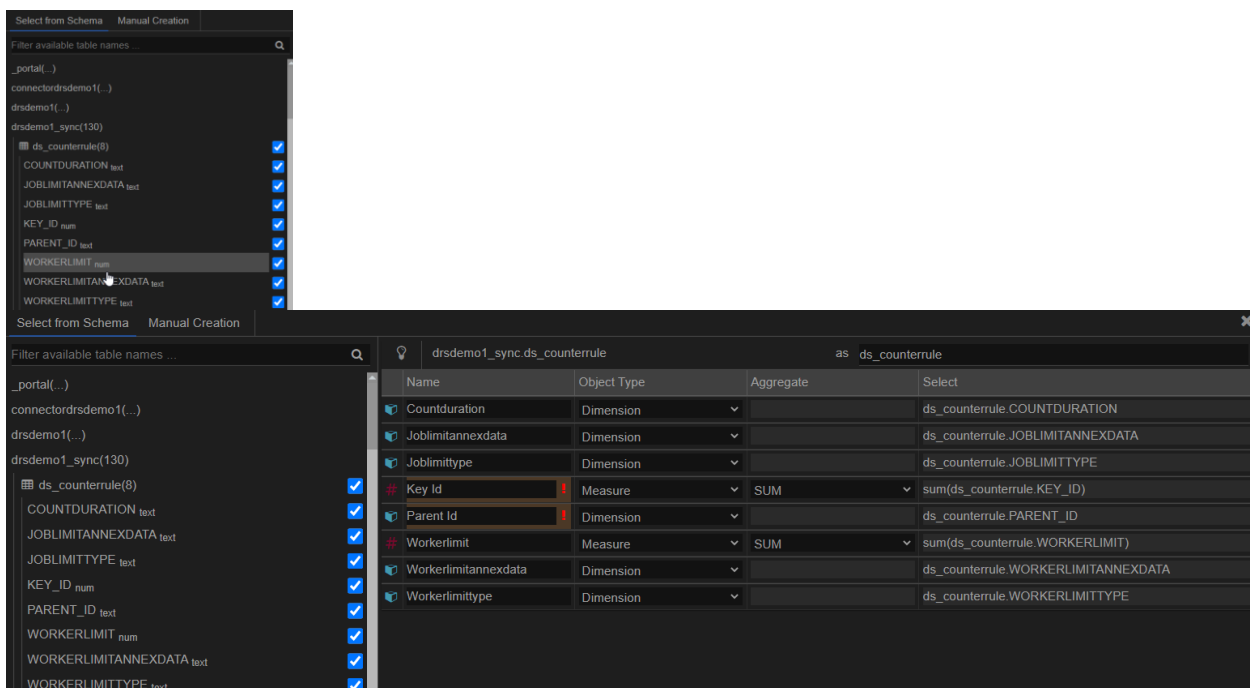 Select from Schema Manual Creation
Filter available table names ...
_portal(...)
connectordrsdemo1(...)
drsdemo1(...)
drsdemo1_sync(130)
ds_counterrule(8)
COUNTDURATION text
JOBLIMITANNEXDATA text
JOBLIMITTYPE text
KEY_ID num
PARENT_ID text
WORKERLIMIT num
WORKERLIMITANNEXDATA text
WORKERLIMITTYPE text
Select from Schema Manual Creation
Filter available table names ...
_portal(...)
connectordrsdemo1(...)
drsdemo1(...)
drsdemo1_sync(130)
ds_counterrule(8)
COUNTDURATION text
JOBLIMITANNEXDATA text
JOBLIMITTYPE text
KEY_ID num
PARENT_ID text
WORKERLIMIT num
WORKERLIMITANNEXDATA text
WORKERLIMITTYPE text
drsdemo1_sync.ds_counterrule as ds_counterrule
Name Object Type Aggregate Select
Countduration Dimension ds_counterrule.COUNTDURATION
Joblimitannexdata Dimension ds_counterrule.JOBLIMITANNEXDATA
Joblimittype Dimension ds_counterrule.JOBLIMITTYPE
# Key Id ! Measure SUM sum(ds_counterrule.KEY_ID)
Parent Id ! Dimension ds_counterrule.PARENT_ID
# Workerlimit Measure SUM sum(ds_counterrule.WORKERLIMIT)
Workerlimitannexdata Dimension ds_counterrule.WORKERLIMITANNEXDATA
Workerlimittype Dimension ds_counterrule.WORKERLIMITTYPE